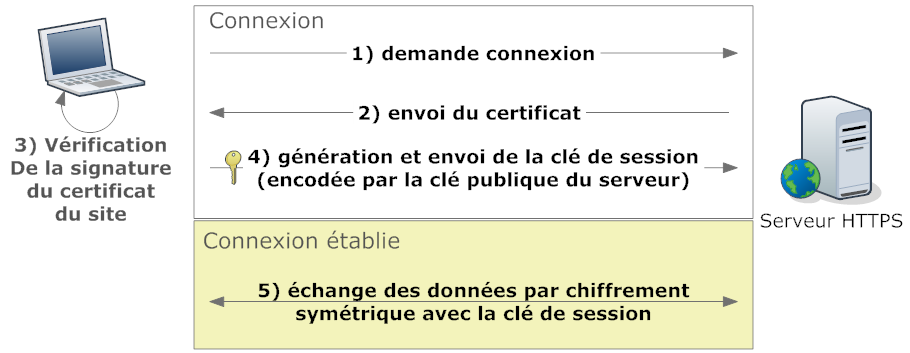 Connexion
1) demande connexion
2) envoi du certificat
3) Vérification
De la signature
du certificat
du site
4) génération et envoi de la clé de session
(encodée par la clé publique du serveur)
Serveur HTTPS
Connexion établie
5) échange des données par chiffrement
symétrique avec la clé de session